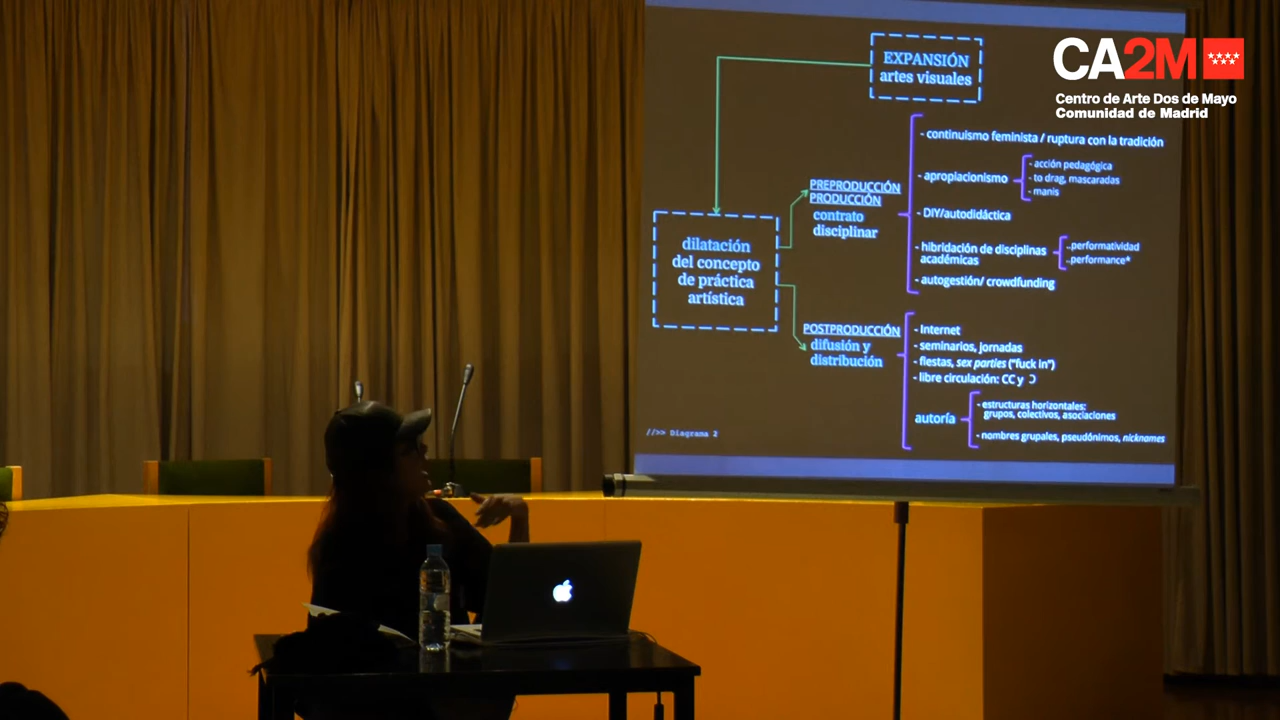 CA2M
Centro de Arte Dos de Mayo
Comunidad de Madrid
EXPANSIÓN
artes visuales
dilatación
del concepto
de práctica
artística
PREPRODUCCIÓN
PRODUCCIÓN
contrato
disciplinar
- continuismo feminista / ruptura con la tradición
- apropiacionismo
- acción pedagógica
- to drag, mascaradas
- manis
- DIY/autodidáctica
- hibridación de disciplinas
académicas
..performatividad
..performance*
- autogestión/ crowdfunding
POSTPRODUCCIÓN
difusión y
distribución
- Internet
- seminarios, jornadas
- fiestas, sex parties ("fuck in")
- libre circulación: CC y Ɔ
autoría
- estructuras horizontales:
grupos, colectivos, asociaciones
- nombres grupales, pseudónimos, nicknames
//>> Diagrama 2